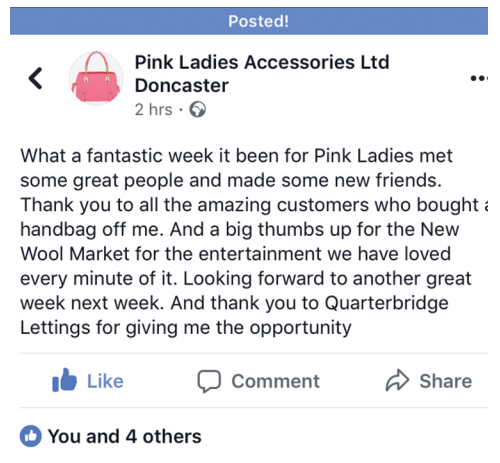 Posted!
Pink Ladies Accessories Ltd
Doncaster
2 hrs ·
What a fantastic week it been for Pink Ladies met
some great people and made some new friends.
Thank you to all the amazing customers who bought a
handbag off me. And a big thumbs up for the New
Wool Market for the entertainment we have loved
every minute of it. Looking forward to another great
week next week. And thank you to Quarterbridge
Lettings for giving me the opportunity
Like Comment Share
You and 4 others